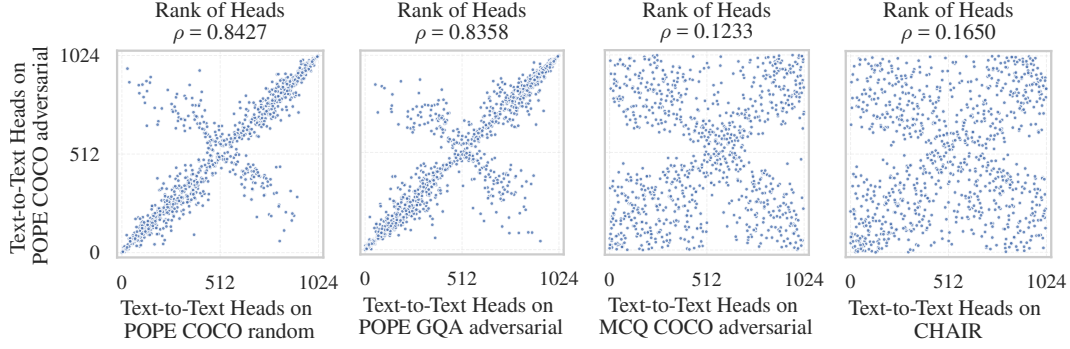 Rank of Heads
ρ = 0.8427
Rank of Heads
ρ = 0.8358
Rank of Heads
ρ = 0.1233
Rank of Heads
ρ = 0.1650
Text-to-Text Heads on
POPE COCO adversarial
1024
512
0
0 512 1024
0 512 1024
0 512 1024
0 512 1024
Text-to-Text Heads on
POPE COCO random
Text-to-Text Heads on
POPE GQA adversarial
Text-to-Text Heads on
MCQ COCO adversarial
Text-to-Text Heads on
CHAIR